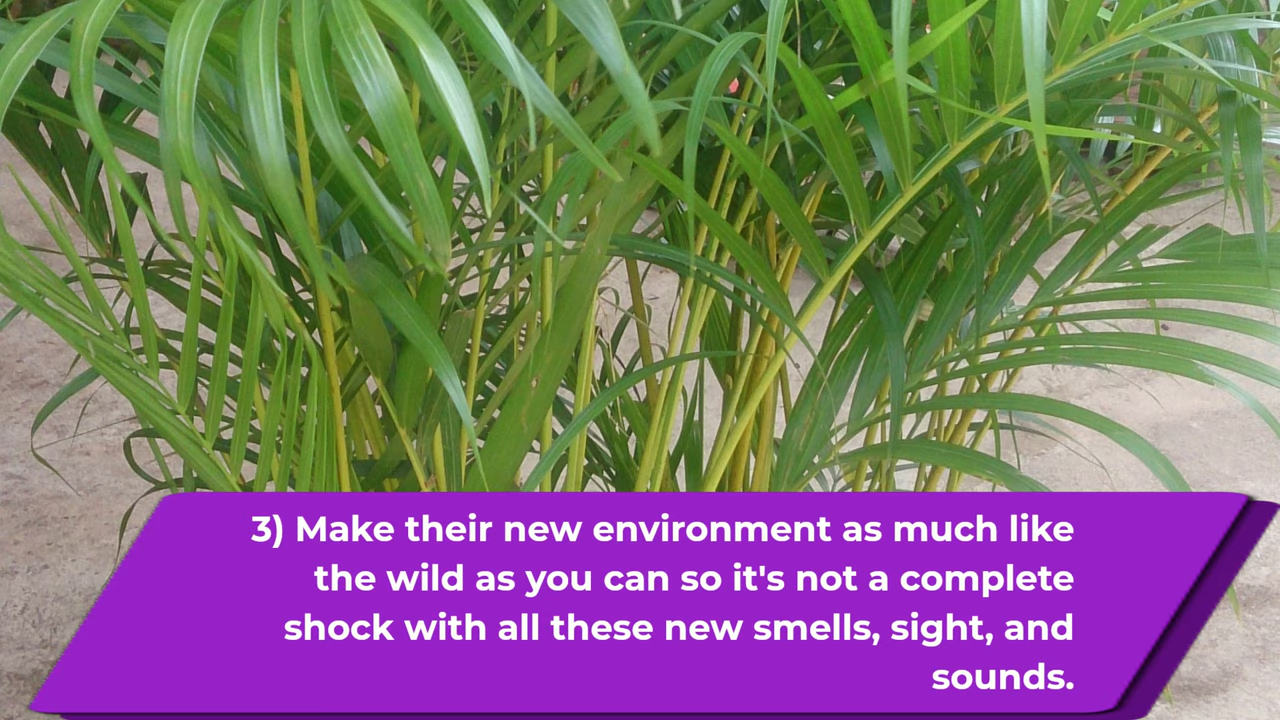 3) Make their new environment as much like
the wild as you can so it's not a complete
shock with all these new smells, sight, and
sounds.